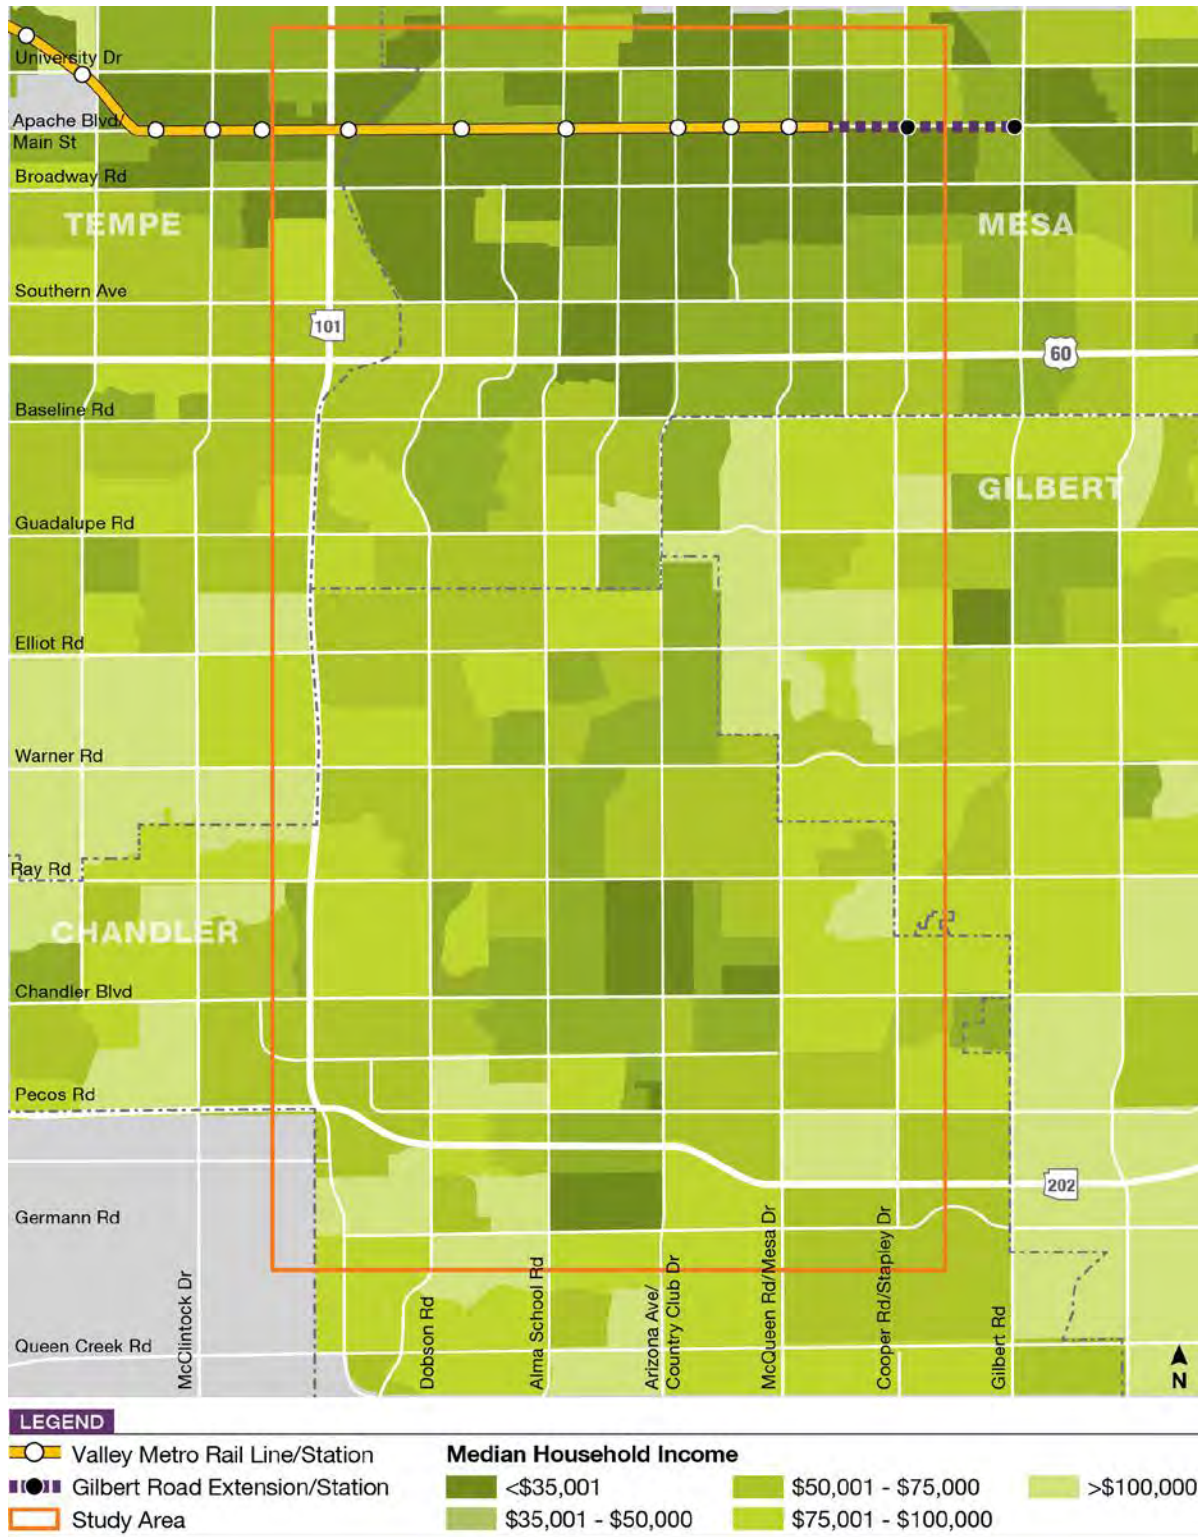 University Dr
Apache Blvd/
Main St
Broadway Rd
TEMPE
MESA
Southern Ave
101
60
Baseline Rd
GILBERT
Guadalupe Rd
Elliot Rd
Warner Rd
Ray Rd
CHANDLER
Chandler Blvd
Pecos Rd
202
Germann Rd
McClintock Dr
Dobson Rd
Alma School Rd
Arizona Ave/
Country Club Dr
McQueen Rd/Mesa Dr
Cooper Rd/Stapley Dr
Gilbert Rd
Queen Creek Rd
N
LEGEND
Valley Metro Rail Line/Station
Gilbert Road Extension/Station
Study Area
Median Household Income
<$35,001
$35,001 - $50,000
$50,001 - $75,000
$75,001 - $100,000
>$100,000